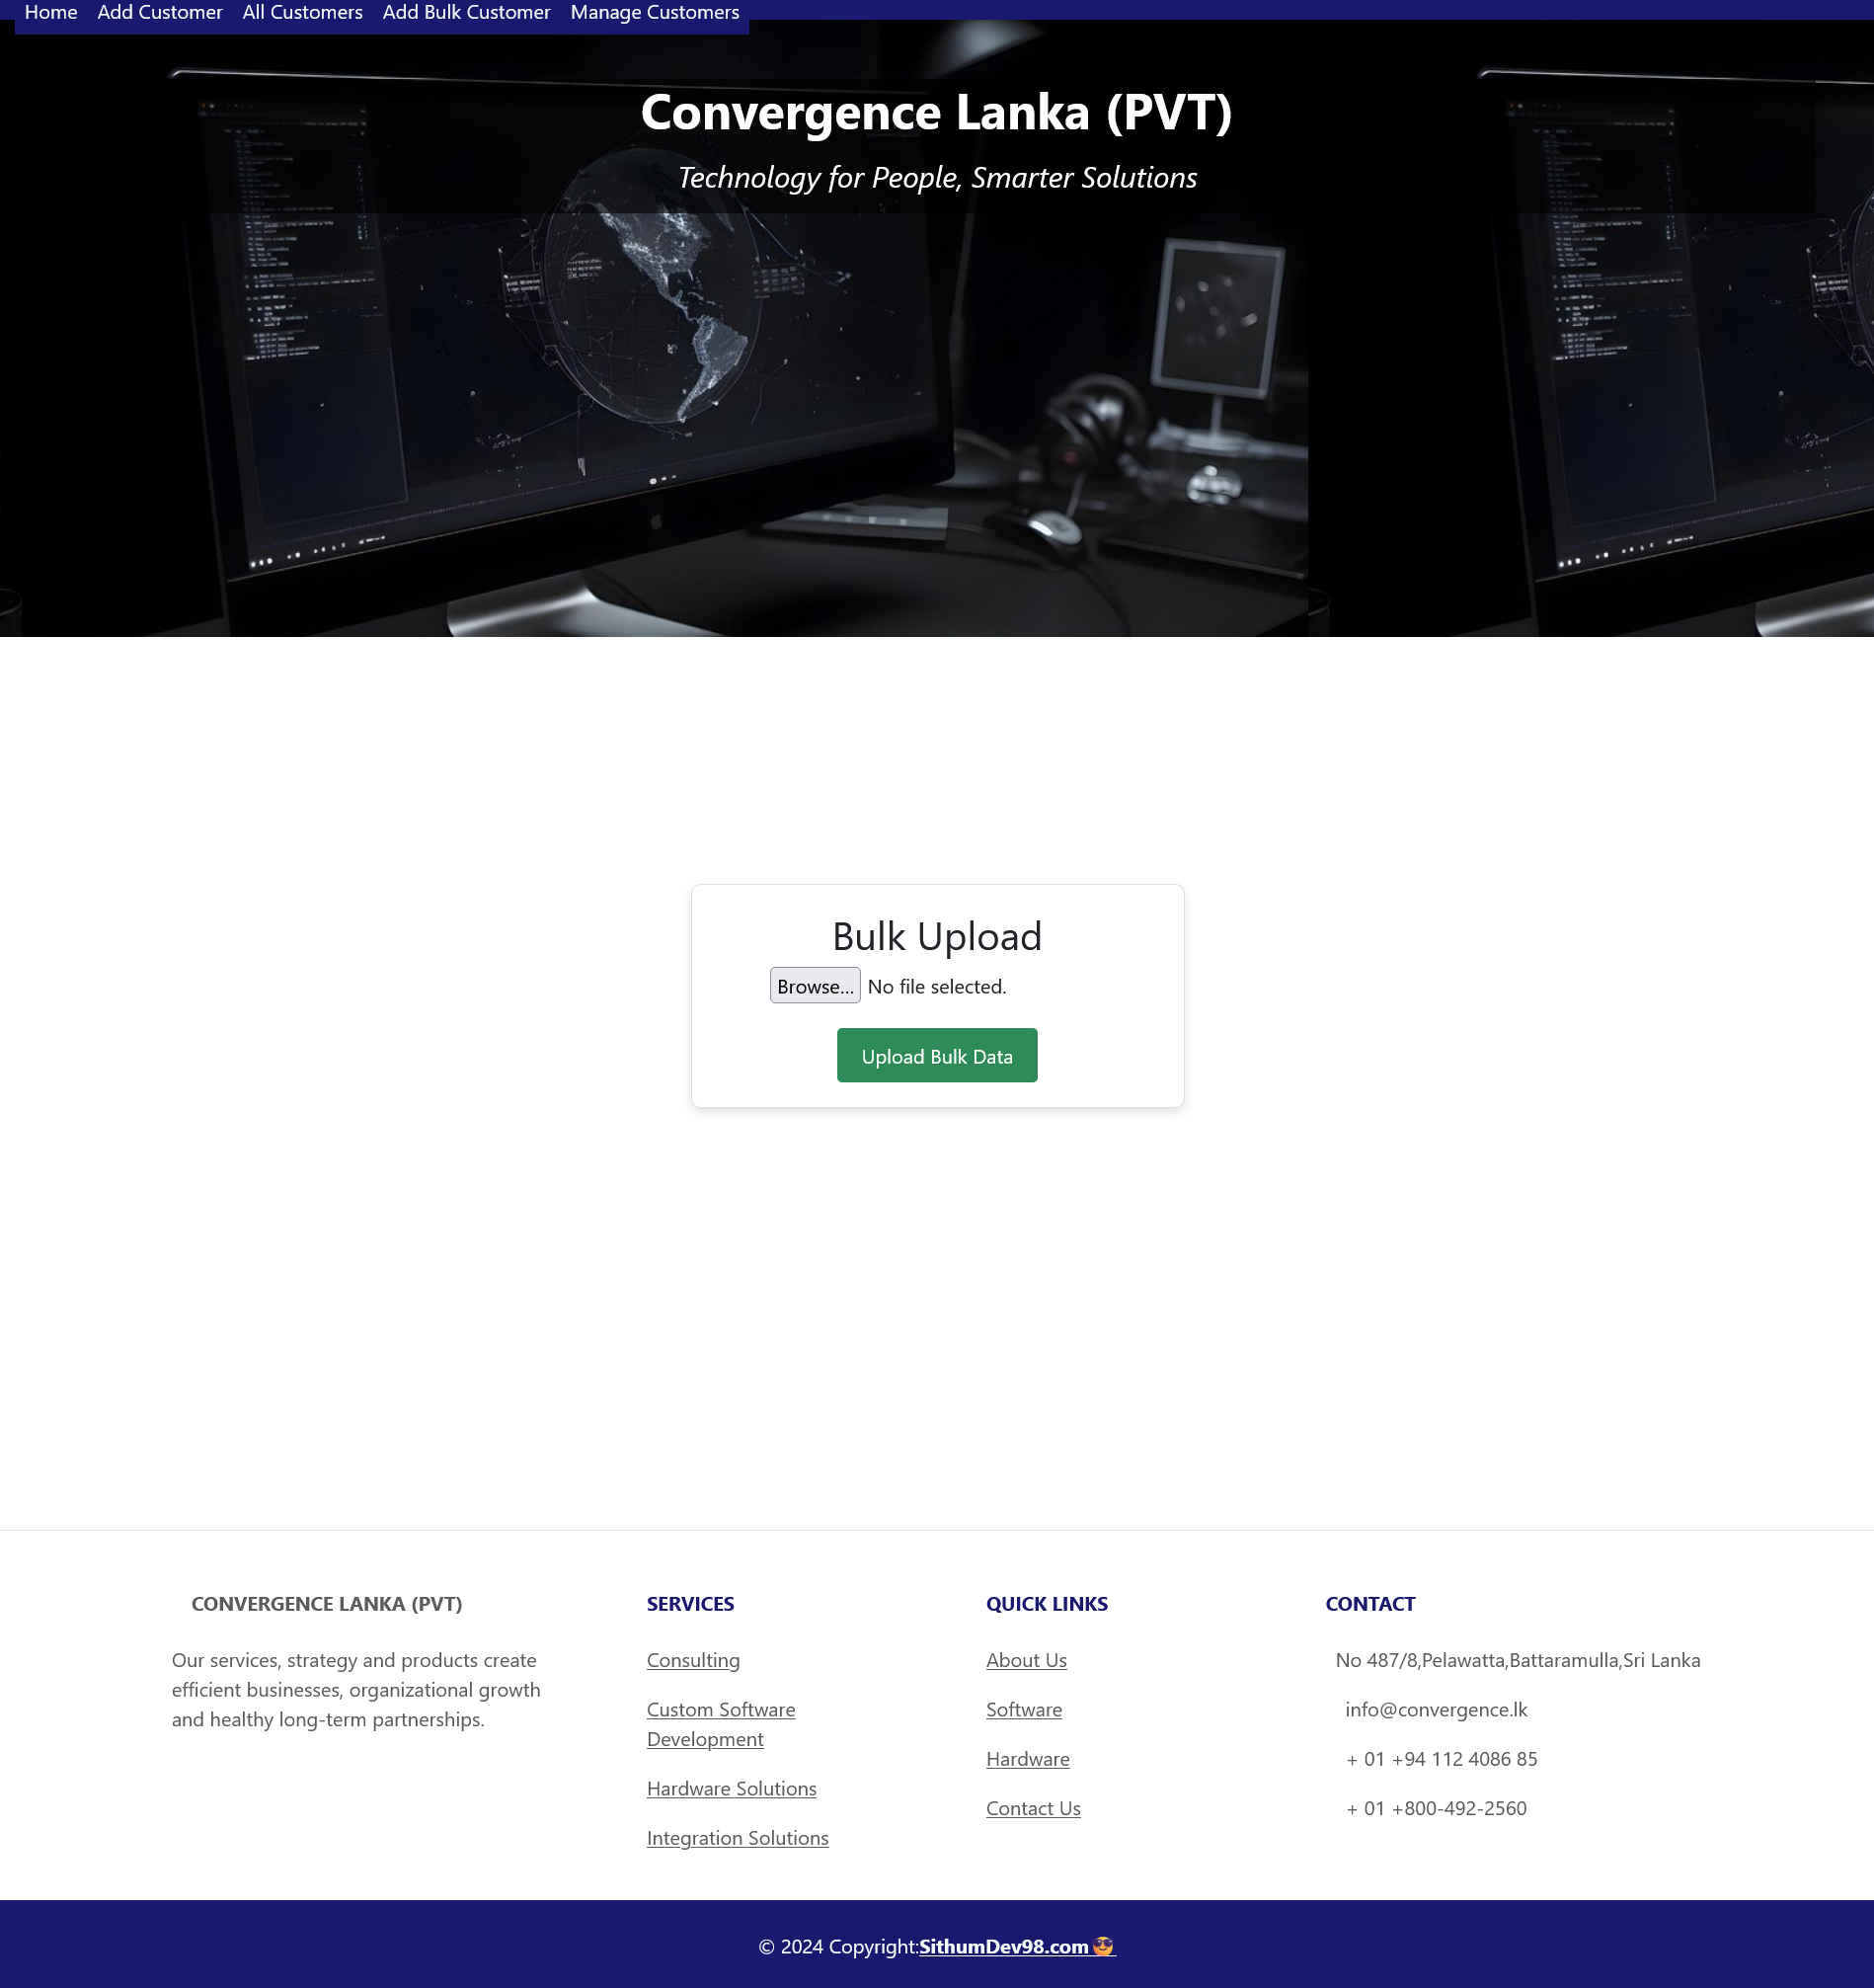 Home Add Customer All Customers Add Bulk Customer Manage Customers
Convergence Lanka (PVT)
Technology for People, Smarter Solutions
Bulk Upload
Browse... No file selected.
Upload Bulk Data
CONVERGENCE LANKA (PVT)
Our services, strategy and products create
efficient businesses, organizational growth
and healthy long-term partnerships.
SERVICES
Consulting
Custom Software
Development
Hardware Solutions
Integration Solutions
QUICK LINKS
About Us
Software
Hardware
Contact Us
CONTACT
No 487/8,Pelawatta,Battaramulla,Sri Lanka
info@convergence.lk
+ 01 +94 112 4086 85
+ 01 +800-492-2560
© 2024 Copyright:SithumDev98.com😎